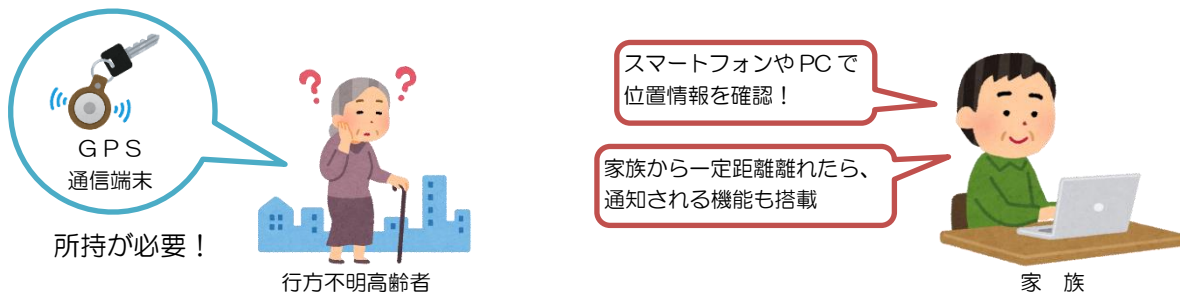 GPS
通信端末
所持が必要!
行方不明高齢者
スマートフォンやPCで
位置情報を確認!
家族から一定距離離れたら、
通知される機能も搭載
家 族